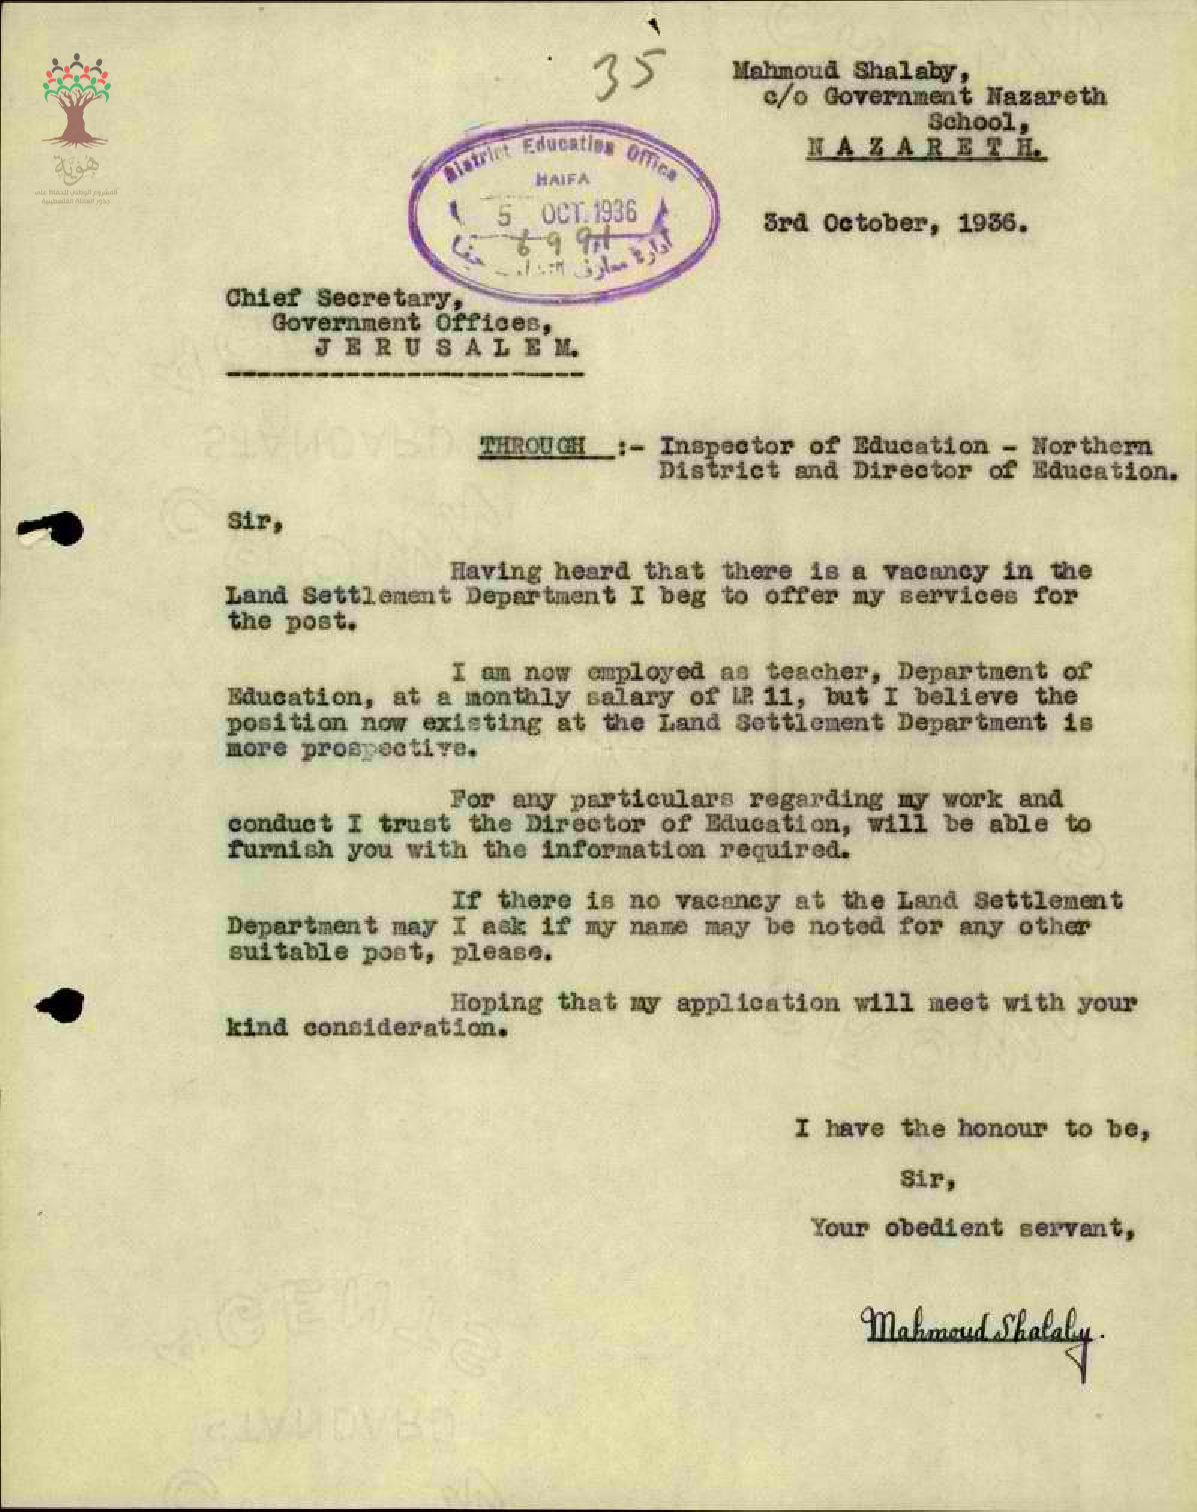 35
Mahmoud Shalaby,
c/o Government Nazareth
School,
N A Z A R E T H.
District Education Office
HAIFA
5 OCT. 1936
3rd October, 1936.
هوية
Chief Secretary,
Government Offices,
J E R U S A L E M.
THROUGH :- Inspector of Education - Northern
District and Director of Education.
Sir,
Having heard that there is a vacancy in the
Land Settlement Department I beg to offer my services for
the post.
I am now employed as teacher, Department of
Education, at a monthly salary of LP. 11, but I believe the
position now existing at the Land Settlement Department is
more prospective.
For any particulars regarding my work and
conduct I trust the Director of Education, will be able to
furnish you with the information required.
If there is no vacancy at the Land Settlement
Department may I ask if my name may be noted for any other
suitable post, please.
Hoping that my application will meet with your
kind consideration.
I have the honour to be,
Sir,
Your obedient servant,
Mahmoud Shalaby.